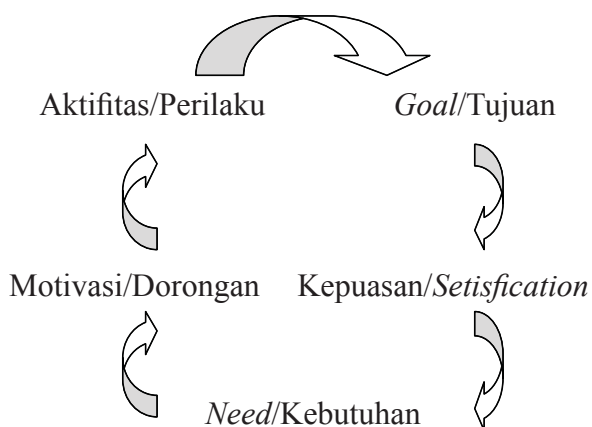 Aktifitas/Perilaku
Goal/Tujuan
Motivasi/Dorongan
Kepuasan/Setisfication
Need/Kebutuhan